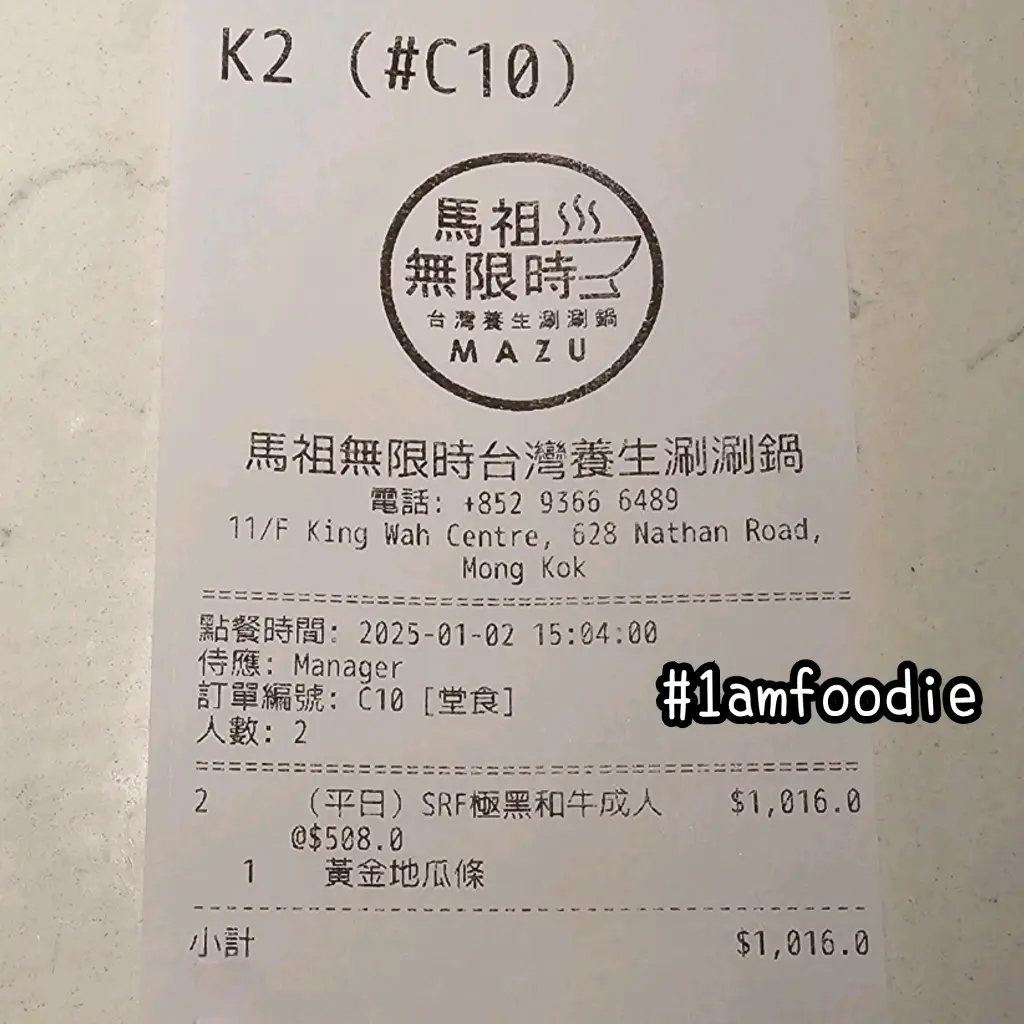 K2 (#C10)
馬祖
無限時
台灣養生涮涮鍋
MAZU
馬祖無限時台灣養生涮涮鍋
電話: +852 9366 6489
11/F King Wah Centre, 628 Nathan Road,
Mong Kok
點餐時間: 2025-01-02 15:04:00
侍應: Manager
訂單編號: C10 [堂食]
#1amfoodie
人數: 2
2 (平日) SRF極黑和牛成人 $1,016.0
@$508.0
1 黃金地瓜條
小計 $1,016.0